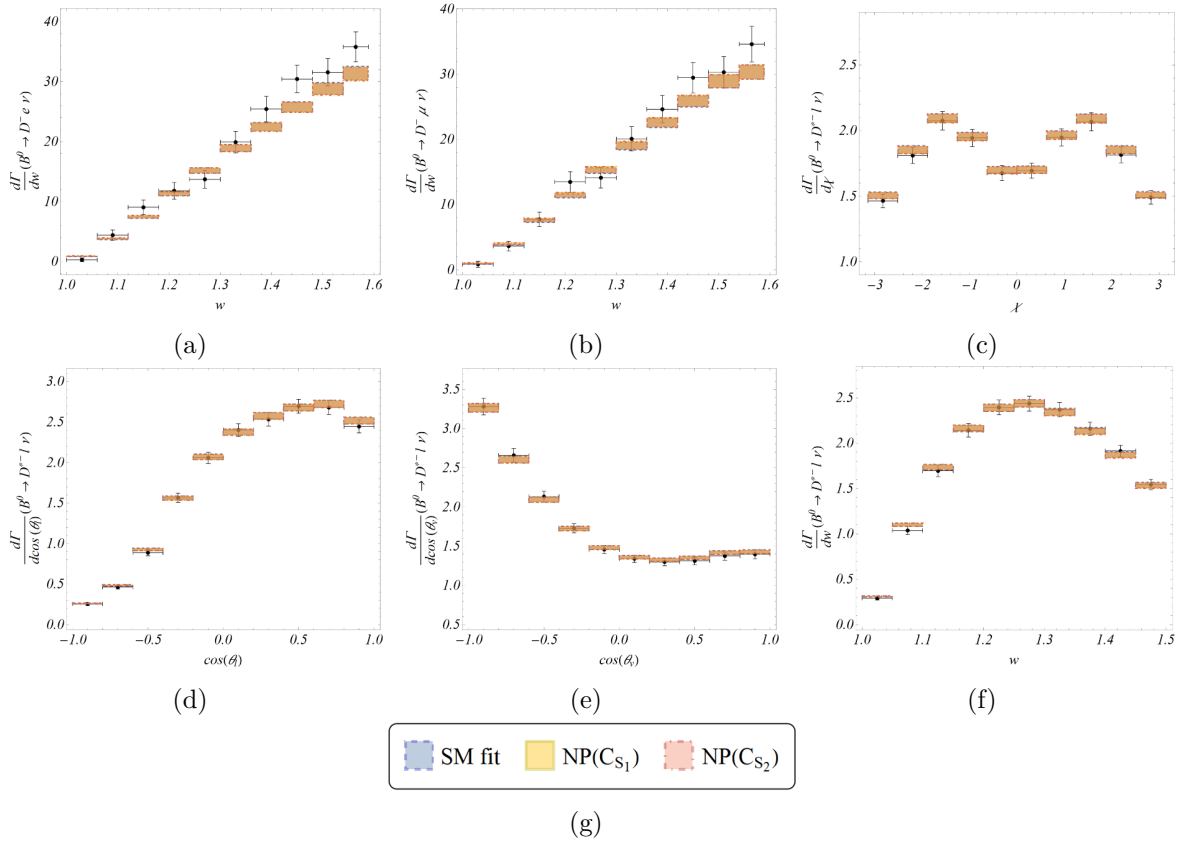 40
30
20
10
0
1.0 1.1 1.2 1.3 1.4 1.5 1.6
w
dΓ/dw (B⁰ → D⁻ e ν)
(a)
40
30
20
10
0
1.0 1.1 1.2 1.3 1.4 1.5 1.6
w
dΓ/dw (B⁰ → D⁻ μ ν)
(b)
2.5
2.0
1.5
1.0
−3 −2 −1 0 1 2 3
χ
dΓ/dχ (B⁰ → D*⁻ l ν)
(c)
3.0
2.5
2.0
1.5
1.0
0.5
0.0
−1.0 −0.5 0.0 0.5 1.0
cos(θₗ)
dΓ/dcos(θₗ) (B⁰ → D*⁻ l ν)
(d)
3.5
3.0
2.5
2.0
1.5
1.0
0.5
−1.0 −0.5 0.0 0.5 1.0
cos(θᵥ)
dΓ/dcos(θᵥ) (B⁰ → D*⁻ l ν)
(e)
2.5
2.0
1.5
1.0
0.5
0.0
1.0 1.1 1.2 1.3 1.4 1.5
w
dΓ/dw (B⁰ → D*⁻ l ν)
(f)
SM fit NP(C_S₁) NP(C_S₂)
(g)